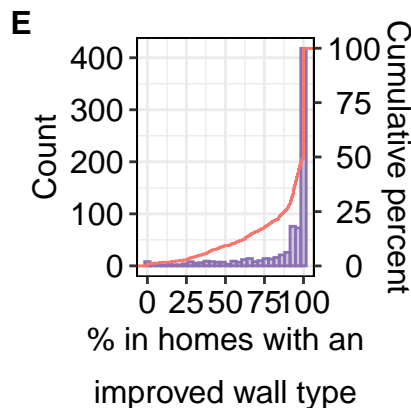 E
400
300
200
100
0
Count
100
75
50
25
0
Cumulative percent
0 25 50 75 100
% in homes with an
improved wall type